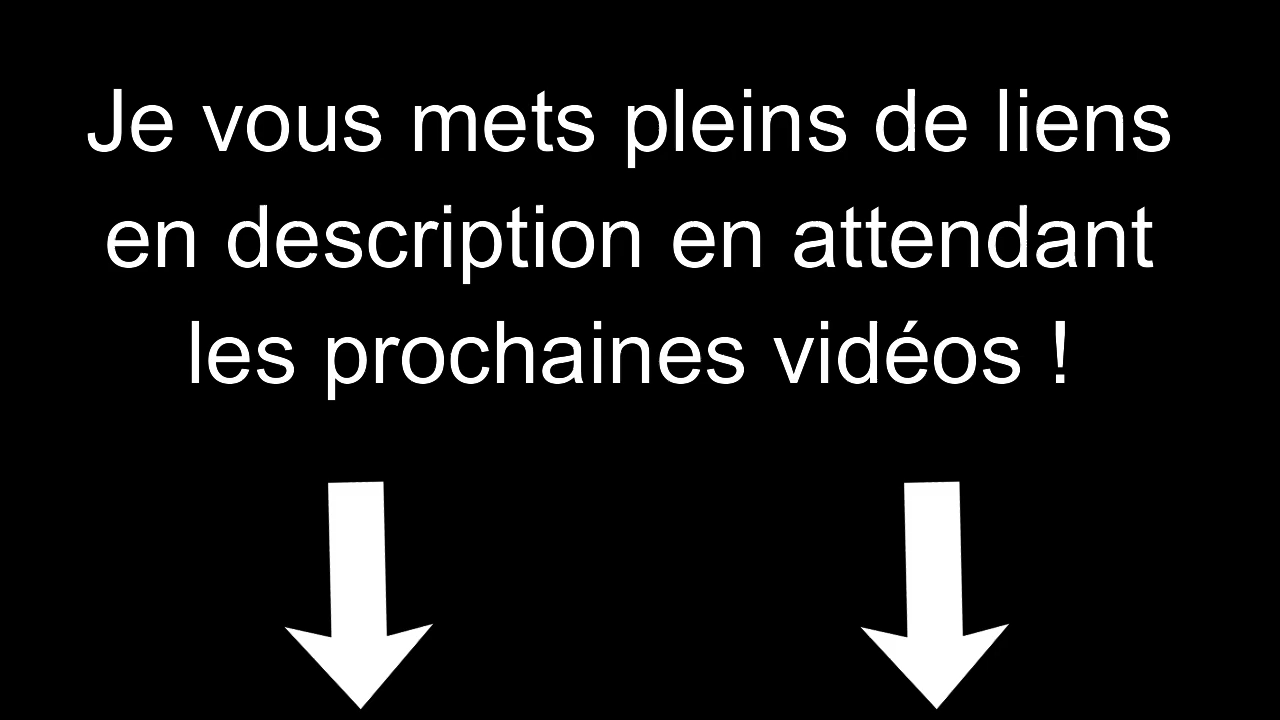 Je vous mets pleins de liens
en description en attendant
les prochaines vidéos !